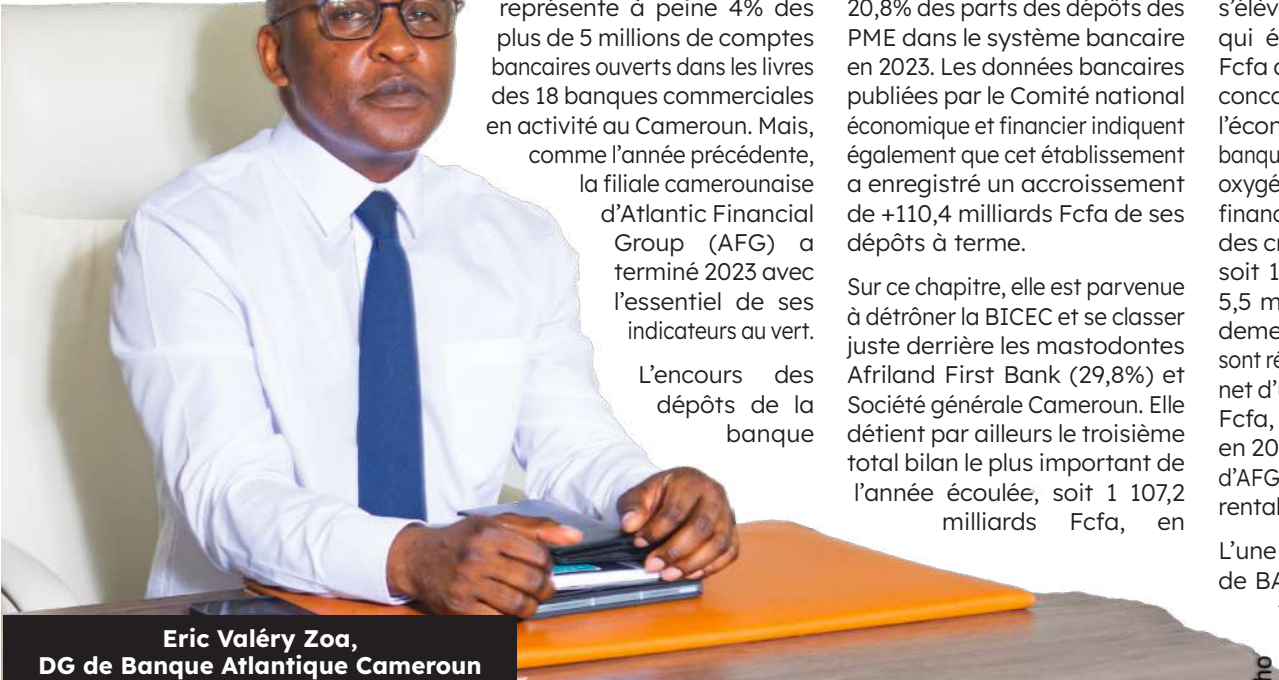 représente à peine 4% des
plus de 5 millions de comptes
bancaires ouverts dans les livres
des 18 banques commerciales
en activité au Cameroun. Mais,
comme l'année précédente,
la filiale camerounaise
d'Atlantic Financial
Group (AFG) a
terminé 2023 avec
l'essentiel de ses
indicateurs au vert.
L'encours des
dépôts de la
banque
20,8% des parts des dépôts des
PME dans le système bancaire
en 2023. Les données bancaires
publiées par le Comité national
économique et financier indiquent
également que cet établissement
a enregistré un accroissement
de +110,4 milliards Fcfa de ses
dépôts à terme.
Sur ce chapitre, elle est parvenue
à détrôner la BICEC et se classer
juste derrière les mastodontes
Afriland First Bank (29,8%) et
Société générale Cameroun. Elle
détient par ailleurs le troisième
total bilan le plus important de
l'année écoulée, soit 1 107,2
milliards Fcfa, en
s'élév
qui é
Fcfa
conco
l'écon
banqu
oxygé
financ
des cr
soit 1
5,5 m
deme
sont ré
net d'u
Fcfa,
en 20
d'AFG
rental
L'une
de BA
Eric Valéry Zoa,
DG de Banque Atlantique Cameroun
ho